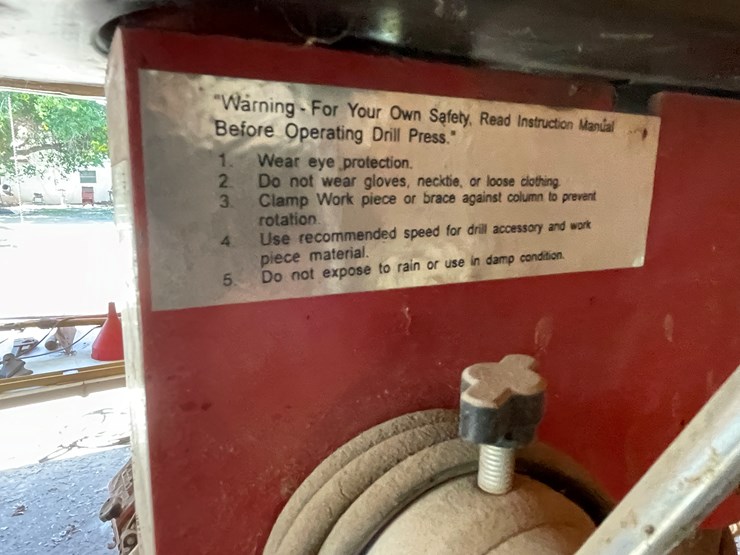 "Warning - For Your Own Safety, Read Instruction Manual
Before Operating Drill Press."
1. Wear eye protection.
2. Do not wear gloves, necktie, or loose clothing.
3. Clamp Work piece or brace against column to prevent
rotation.
4. Use recommended speed for drill accessory and work
piece material.
5. Do not expose to rain or use in damp condition.